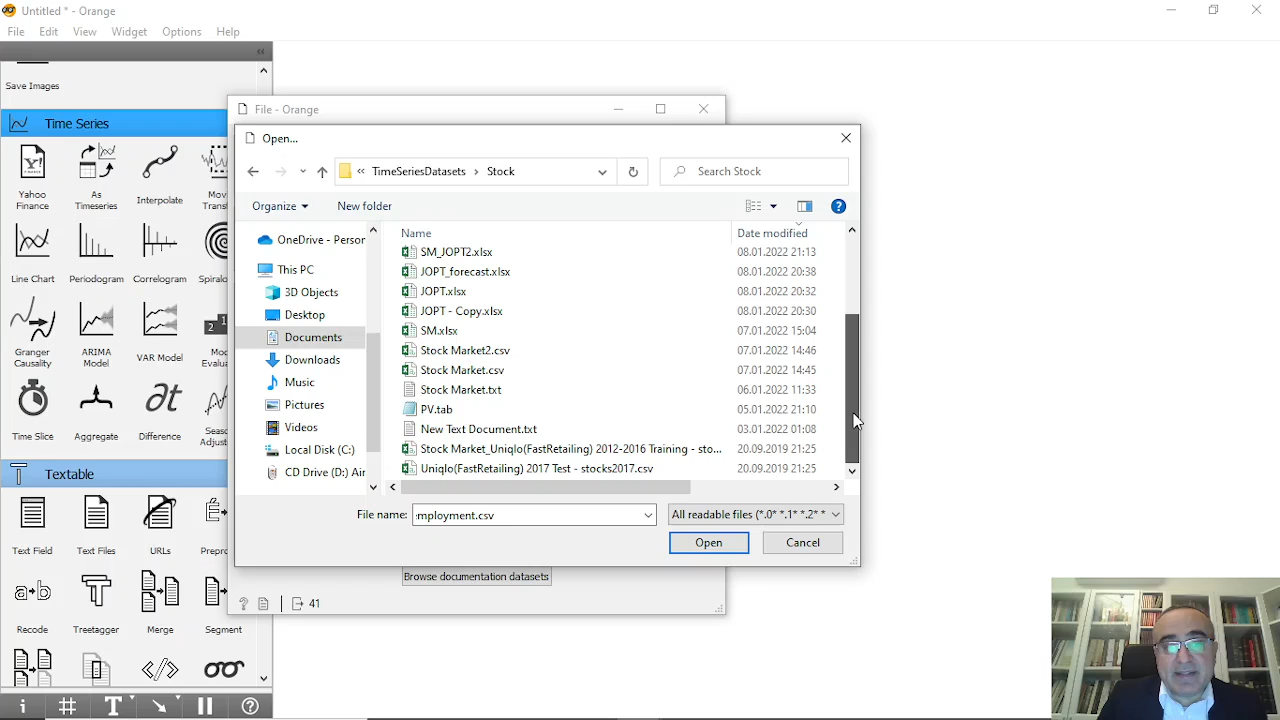 Untitled * - Orange
File Edit View Widget Options Help
Save Images
Time Series
Yahoo Finance
As Timeseries
Interpolate
Line Chart
Periodogram
Correlogram
Granger Causality
ARIMA Model
VAR Model
Time Slice
Aggregate
Difference
Textable
Text Field
Text Files
URLs
Recode
Treetagger
Merge
Segment
File - Orange
Open...
« TimeSeriesDatasets › Stock
Search Stock
Organize
New folder
OneDrive - Person
This PC
3D Objects
Desktop
Documents
Downloads
Music
Pictures
Videos
Local Disk (C:)
CD Drive (D:) Air
Name Date modified
SM_JOPT2.xlsx 08.01.2022 21:13
JOPT_forecast.xlsx 08.01.2022 20:38
JOPT.xlsx 08.01.2022 20:32
JOPT - Copy.xlsx 08.01.2022 20:30
SM.xlsx 07.01.2022 15:04
Stock Market2.csv 07.01.2022 14:46
Stock Market.csv 07.01.2022 14:45
Stock Market.txt 06.01.2022 11:33
PV.tab 05.01.2022 21:10
New Text Document.txt 03.01.2022 01:08
Stock Market_Uniqlo(FastRetailing) 2012-2016 Training - sto... 20.09.2019 21:25
Uniqlo(FastRetailing) 2017 Test - stocks2017.csv 20.09.2019 21:25
File name: mployment.csv
All readable files (*.0* *.1* *.2* *
Open
Cancel
Browse documentation datasets
41